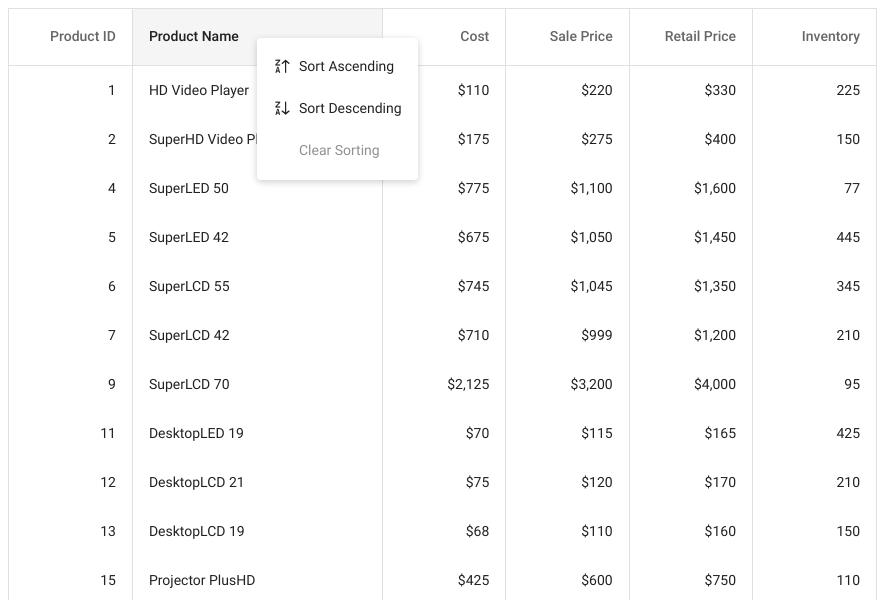 Product ID Product Name Cost Sale Price Retail Price Inventory
Sort Ascending
1 HD Video Player $110 $220 $330 225
Sort Descending
2 SuperHD Video $175 $275 $400 150
Clear Sorting
4 SuperLED 50 $775 $1,100 $1,600 77
5 SuperLED 42 $675 $1,050 $1,450 445
6 SuperLCD 55 $745 $1,045 $1,350 345
7 SuperLCD 42 $710 $999 $1,200 210
9 SuperLCD 70 $2,125 $3,200 $4,000 95
11 DesktopLED 19 $70 $115 $165 425
12 DesktopLCD 21 $75 $120 $170 210
13 DesktopLCD 19 $68 $110 $160 150
15 Projector PlusHD $425 $600 $750 110